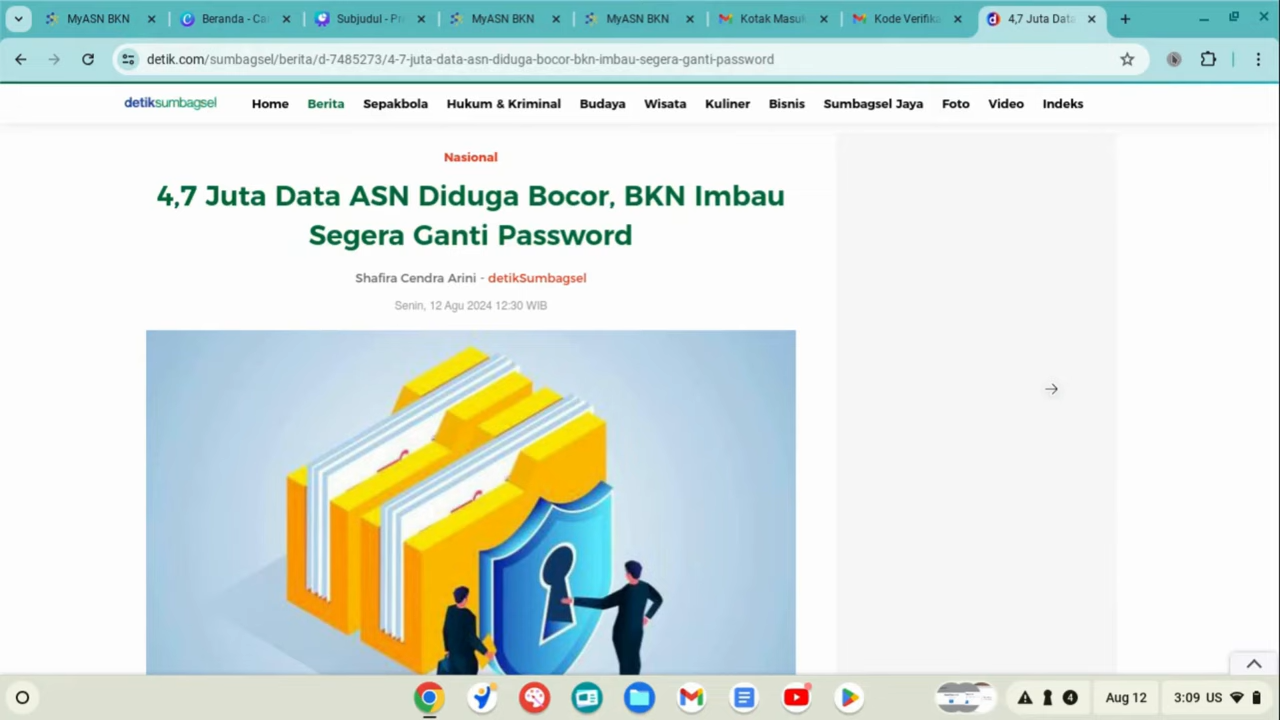 MyASN BKN
Beranda - Ca
Subjudul - Pr
MyASN BKN
MyASN BKN
Kotak Masuk
Kode Verifika
4,7 Juta Data
detik.com/sumbagsel/berita/d-7485273/4-7-juta-data-asn-diduga-bocor-bkn-imbau-segera-ganti-password
detiksumbagsel
Home
Berita
Sepakbola
Hukum & Kriminal
Budaya
Wisata
Kuliner
Bisnis
Sumbagsel Jaya
Foto
Video
Indeks
Nasional
4,7 Juta Data ASN Diduga Bocor, BKN Imbau
Segera Ganti Password
Shafira Cendra Arini - detikSumbagsel
Senin, 12 Agu 2024 12:30 WIB
4
Aug 12
3:09 US